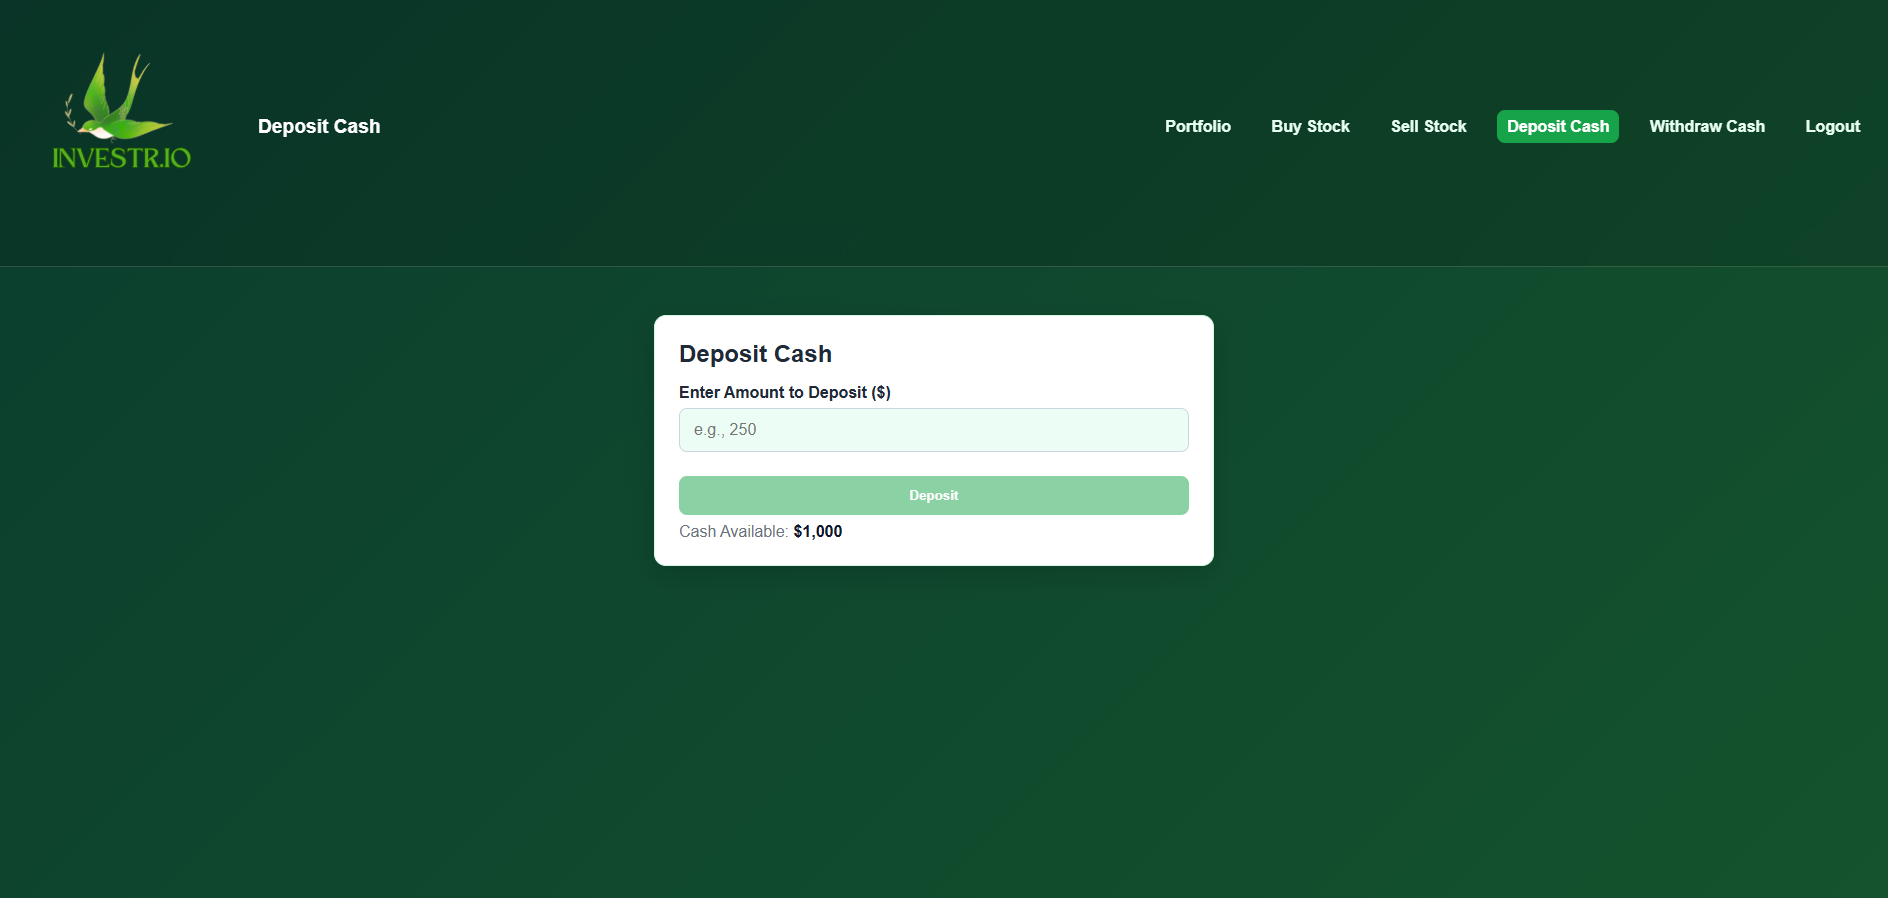 INVESTR.IO
Deposit Cash
Portfolio
Buy Stock
Sell Stock
Deposit Cash
Withdraw Cash
Logout
Deposit Cash
Enter Amount to Deposit ($)
e.g., 250
Deposit
Cash Available: $1,000